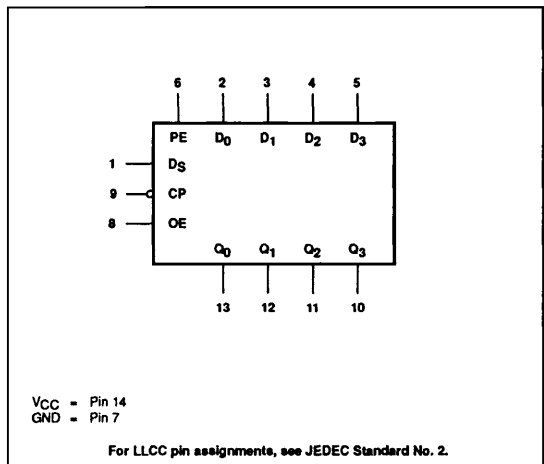 6 2 3 4 5
PE D0 D1 D2 D3
1 DS
9 CP
8 OE
Q0 Q1 Q2 Q3
13 12 11 10
VCC = Pin 14
GND = Pin 7
For LLCC pin assignments, see JEDEC Standard No. 2.